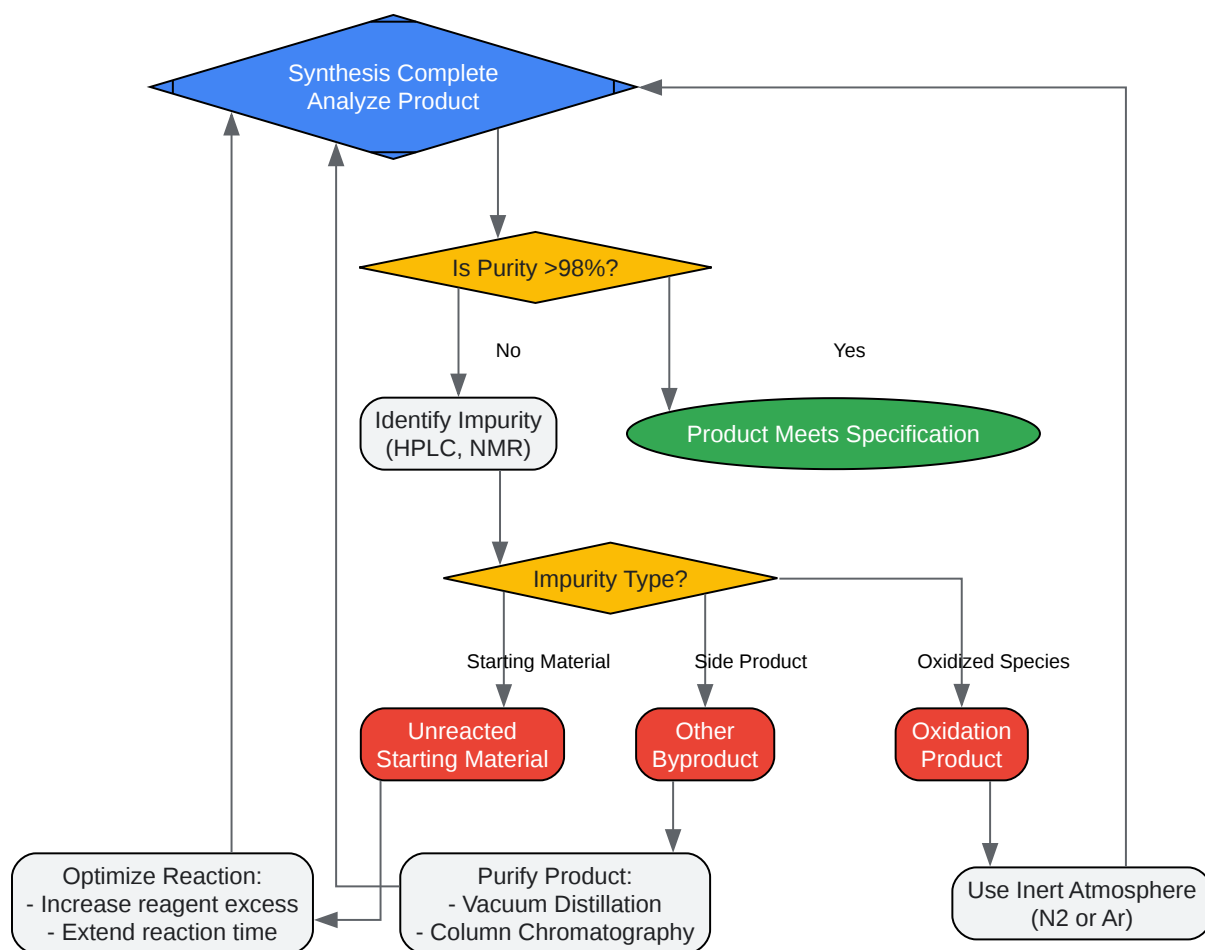 Synthesis Complete
Analyze Product
Is Purity >98%?
No
Yes
Identify Impurity
(HPLC, NMR)
Product Meets Specification
Impurity Type?
Starting Material
Side Product
Oxidized Species
Unreacted
Starting Material
Other
Byproduct
Oxidation
Product
Optimize Reaction:
- Increase reagent excess
- Extend reaction time
Purify Product:
- Vacuum Distillation
- Column Chromatography
Use Inert Atmosphere
(N2 or Ar)